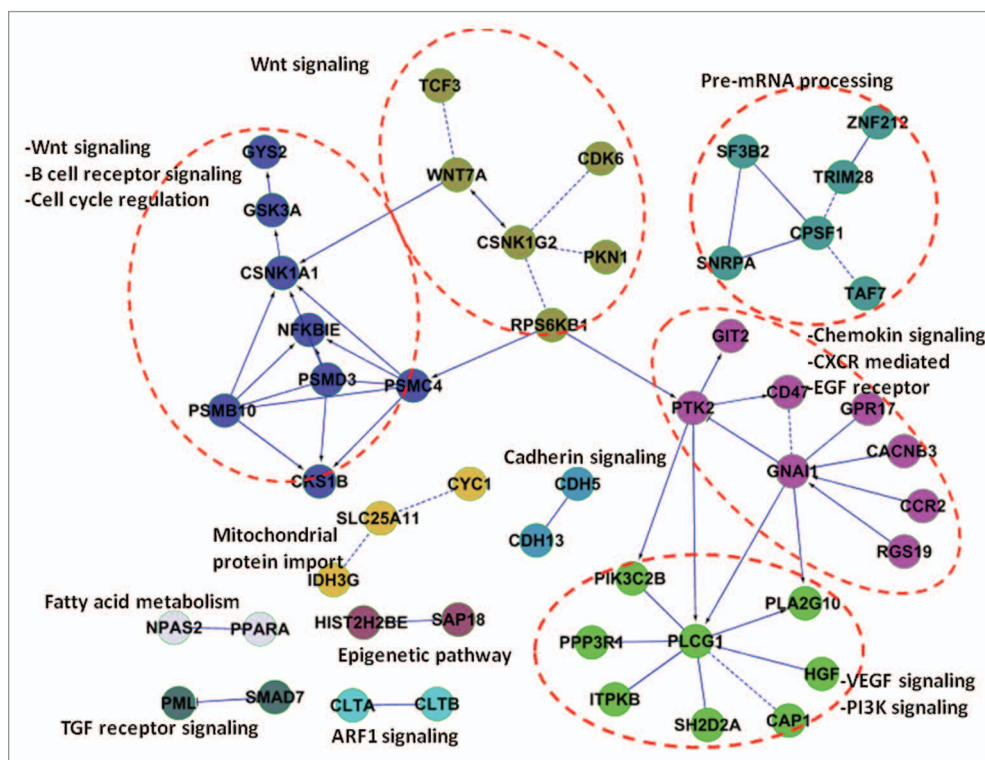 Wnt signaling
Pre-mRNA processing
TCF3
ZNF212
-Wnt signaling
-B cell receptor signaling
-Cell cycle regulation
GYS2
WNT7A
CDK6
SF3B2
TRIM28
GSK3A
CSNK1G2
PKN1
CPSF1
SNRPA
TAF7
CSNK1A1
NFKBIE
RPS6KB1
GIT2
-Chemokin signaling
-CXCR mediated
-EGF receptor
PSMD3
PSMC4
PSMB10
PTK2
CD47
GPR17
CACNB3
GNAI1
CCR2
RGS19
CKS1B
CYC1
SLC25A11
Mitochondrial
protein import
IDH3G
Cadherin signaling
CDH5
CDH13
Fatty acid metabolism
NPAS2
PPARA
HIST2H2BE
SAP18
Epigenetic pathway
PIK3C2B
PLA2G10
PPP3R1
PLCG1
HGF
ITPKB
SH2D2A
CAP1
-VEGF signaling
-PI3K signaling
PML
SMAD7
TGF receptor signaling
CLTA
CLTB
ARF1 signaling